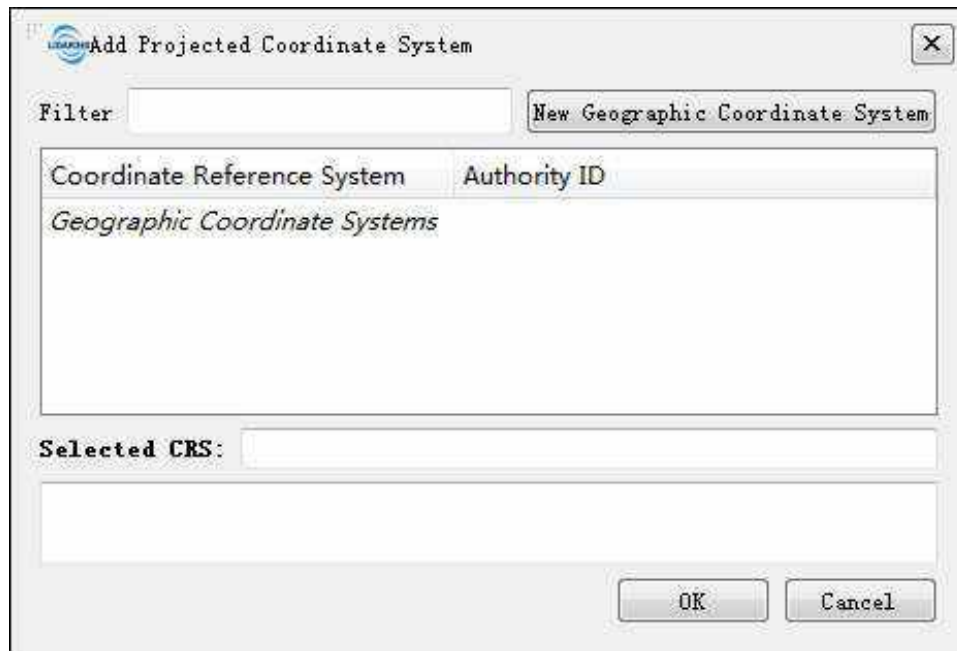 Add Projected Coordinate System
Filter New Geographic Coordinate System
Coordinate Reference System Authority ID
Geographic Coordinate Systems
Selected CRS:
OK Cancel